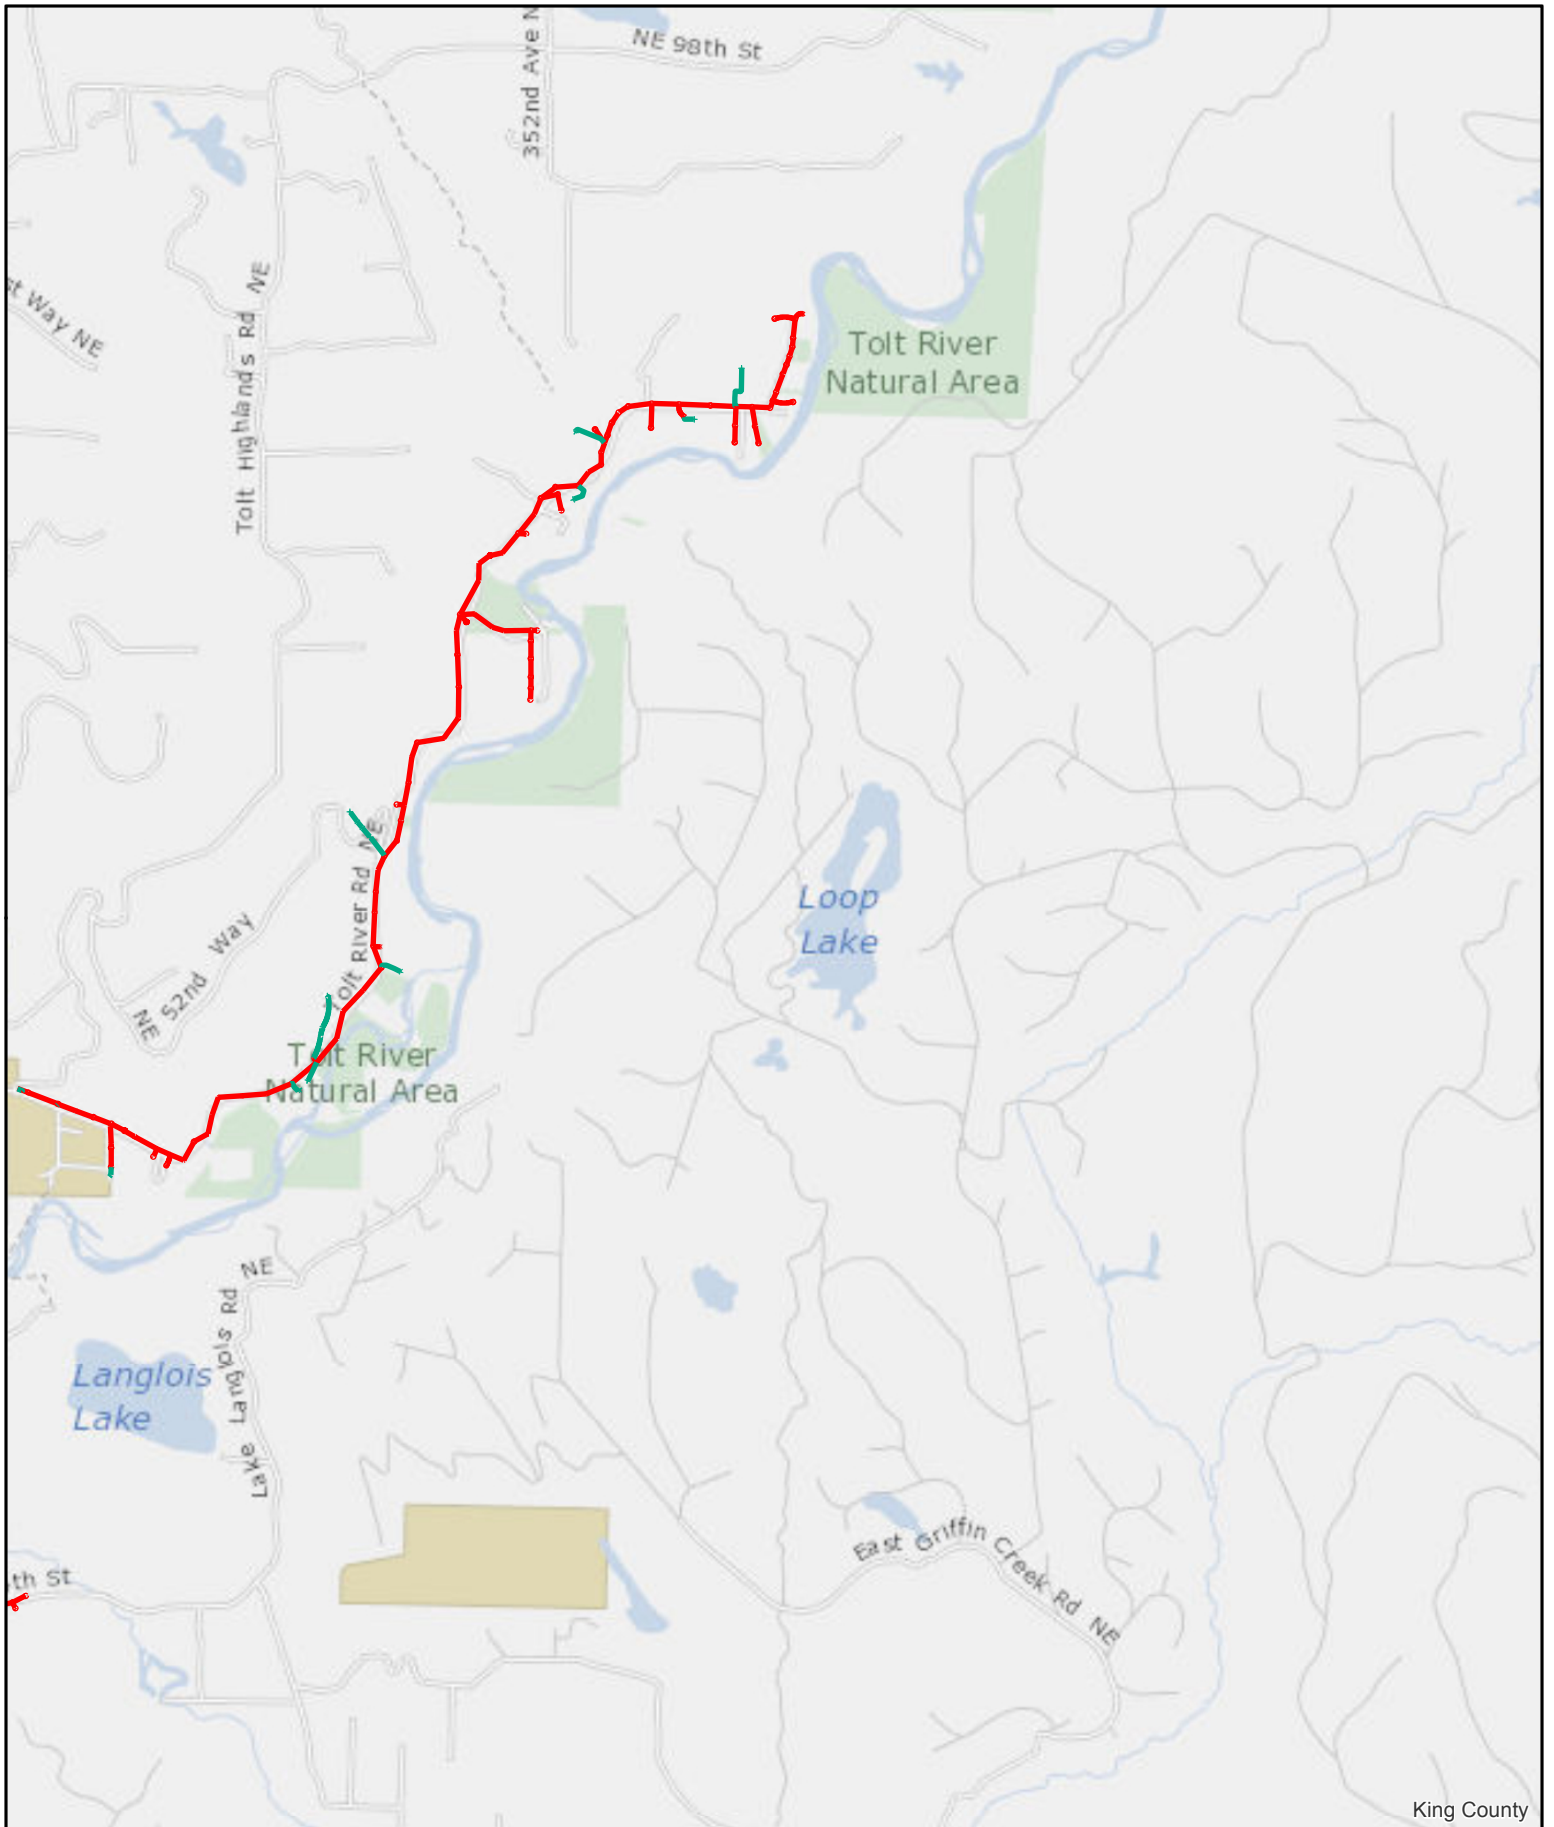 NE 98th St
352nd Ave N
Tolt Highlands Rd NE
st Way NE
Tolt River
Natural Area
Loop
Lake
Tolt River Rd NE
NE 52nd Way
Tolt River
Natural Area
NE
Lake Langlois Rd
Langlois
Lake
East Griffin Creek Rd NE
th St
King County